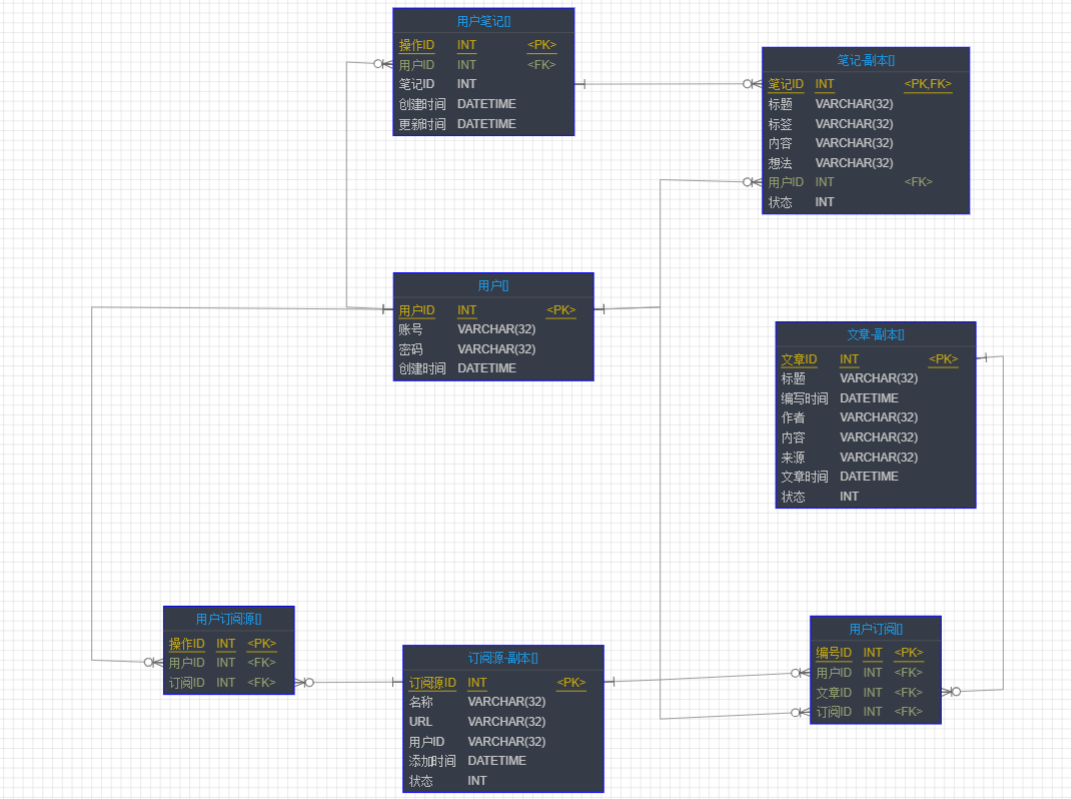 用户笔记[]
操作ID INT <PK>
用户ID INT <FK>
笔记ID INT
创建时间 DATETIME
更新时间 DATETIME
笔记-副本[]
笔记ID INT <PK,FK>
标题 VARCHAR(32)
标签 VARCHAR(32)
内容 VARCHAR(32)
想法 VARCHAR(32)
用户ID INT <FK>
状态 INT
用户[]
用户ID INT <PK>
账号 VARCHAR(32)
密码 VARCHAR(32)
创建时间 DATETIME
文章-副本[]
文章ID INT <PK>
标题 VARCHAR(32)
编写时间 DATETIME
作者 VARCHAR(32)
内容 VARCHAR(32)
来源 VARCHAR(32)
文章时间 DATETIME
状态 INT
用户订阅源[]
操作ID INT <PK>
用户ID INT <FK>
订阅ID INT <FK>
订阅源-副本[]
订阅源ID INT <PK>
名称 VARCHAR(32)
URL VARCHAR(32)
用户ID VARCHAR(32)
添加时间 DATETIME
状态 INT
用户订阅[]
编号ID INT <PK>
用户ID INT <FK>
文章ID INT <FK>
订阅ID INT <FK>